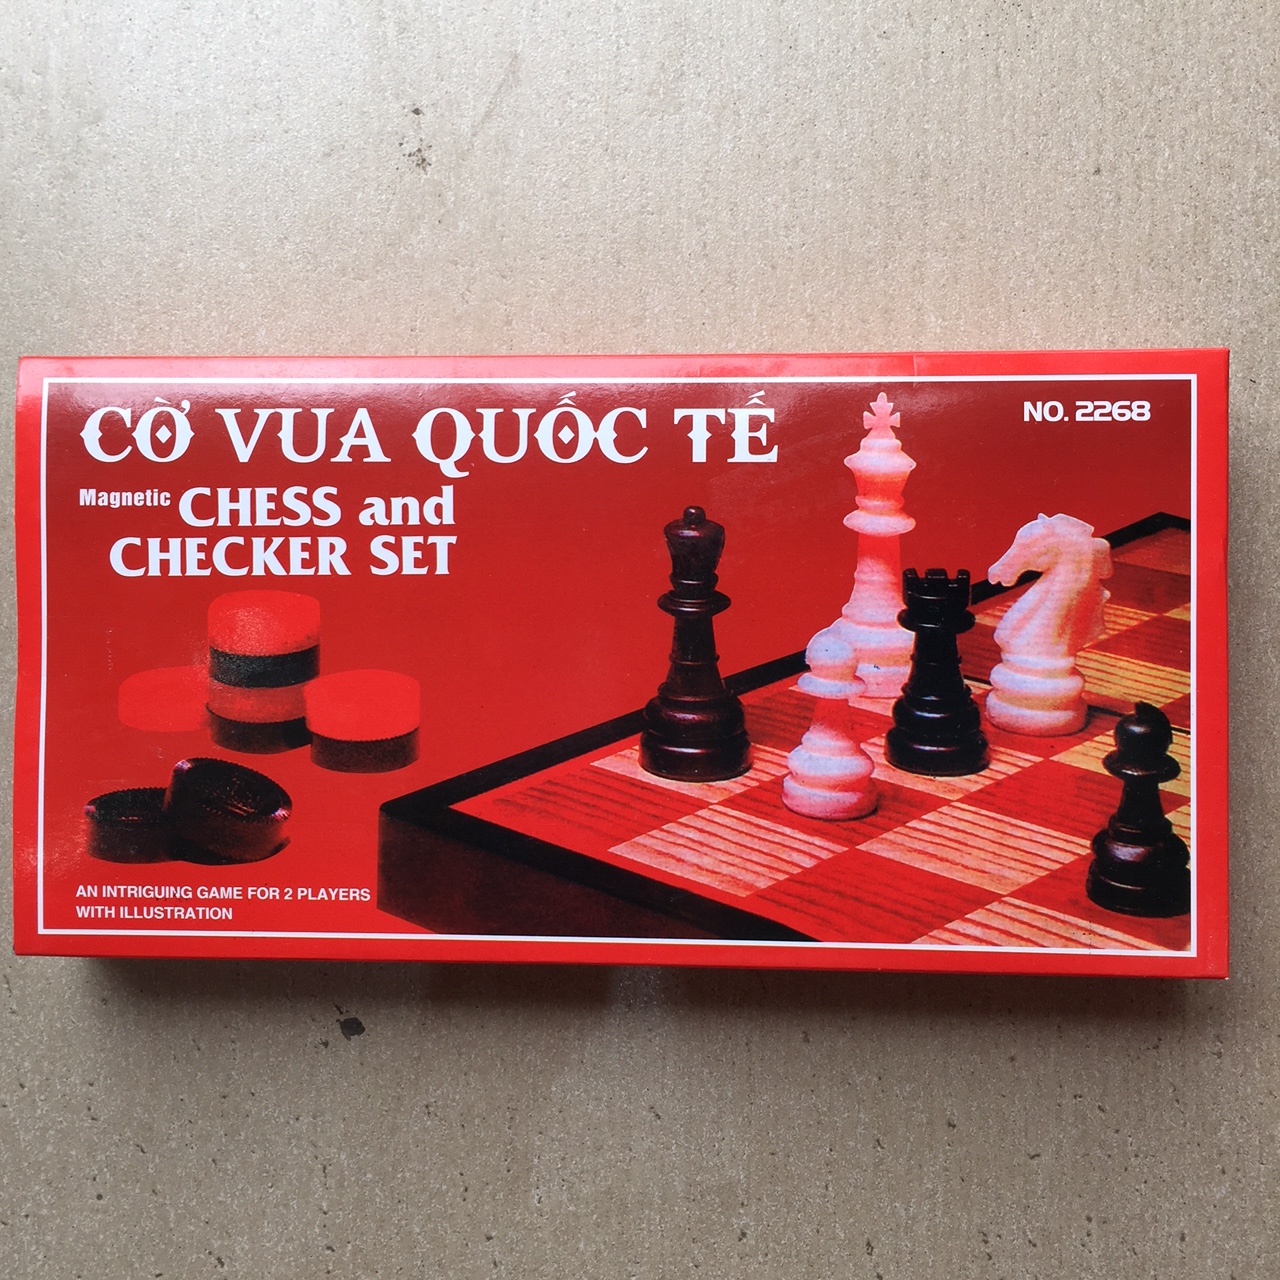 CỜ VUA QUỐC TẾ
NO. 2268
Magnetic CHESS and
CHECKER SET
AN INTRIGUING GAME FOR 2 PLAYERS
WITH ILLUSTRATION